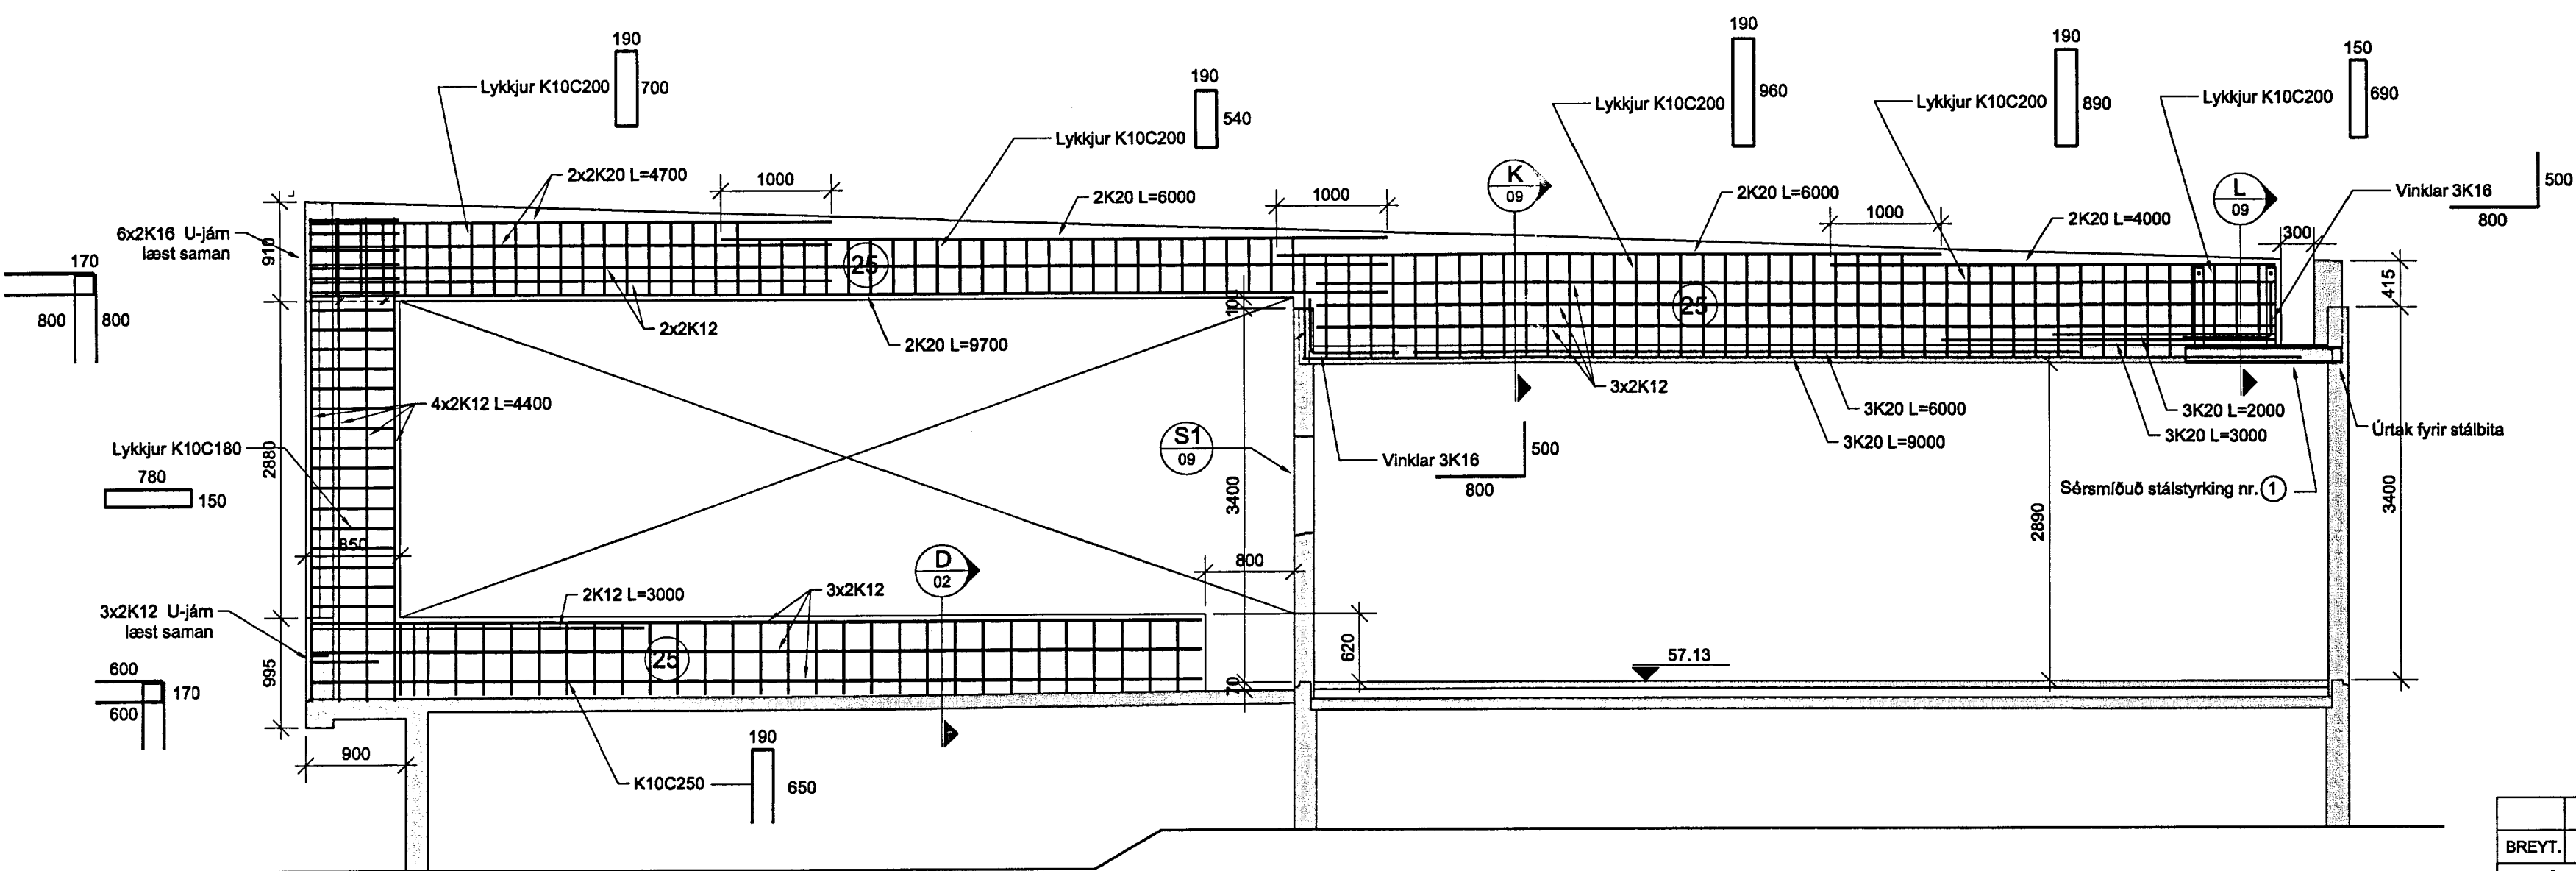 190
700
Lykkjur K10C200
190
540
Lykkjur K10C200
190
960
Lykkjur K10C200
190
890
Lykkjur K10C200
150
690
Lykkjur K10C200
500
800
Vinklar 3K16
2x2K20 L=4700
1000
2K20 L=6000
1000
K
09
2K20 L=6000
1000
2K20 L=4000
L
09
300
415
6x2K16 U-járn
læst saman
910
170
800
800
25
25
2x2K12
2K20 L=9700
100
3x2K12
3K20 L=6000
3K20 L=9000
3K20 L=2000
3K20 L=3000
Úrtak fyrir stálbita
Sérsmíðuð stálstyrking nr. 1
4x2K12 L=4400
Lykkjur K10C180
780
150
2880
850
S1
09
3400
Vinklar 3K16
500
800
2890
3400
D
02
800
3x2K12 U-járn
læst saman
2K12 L=3000
3x2K12
25
620
70
57.13
995
600
170
600
900
190
650
K10C250
BREYT.